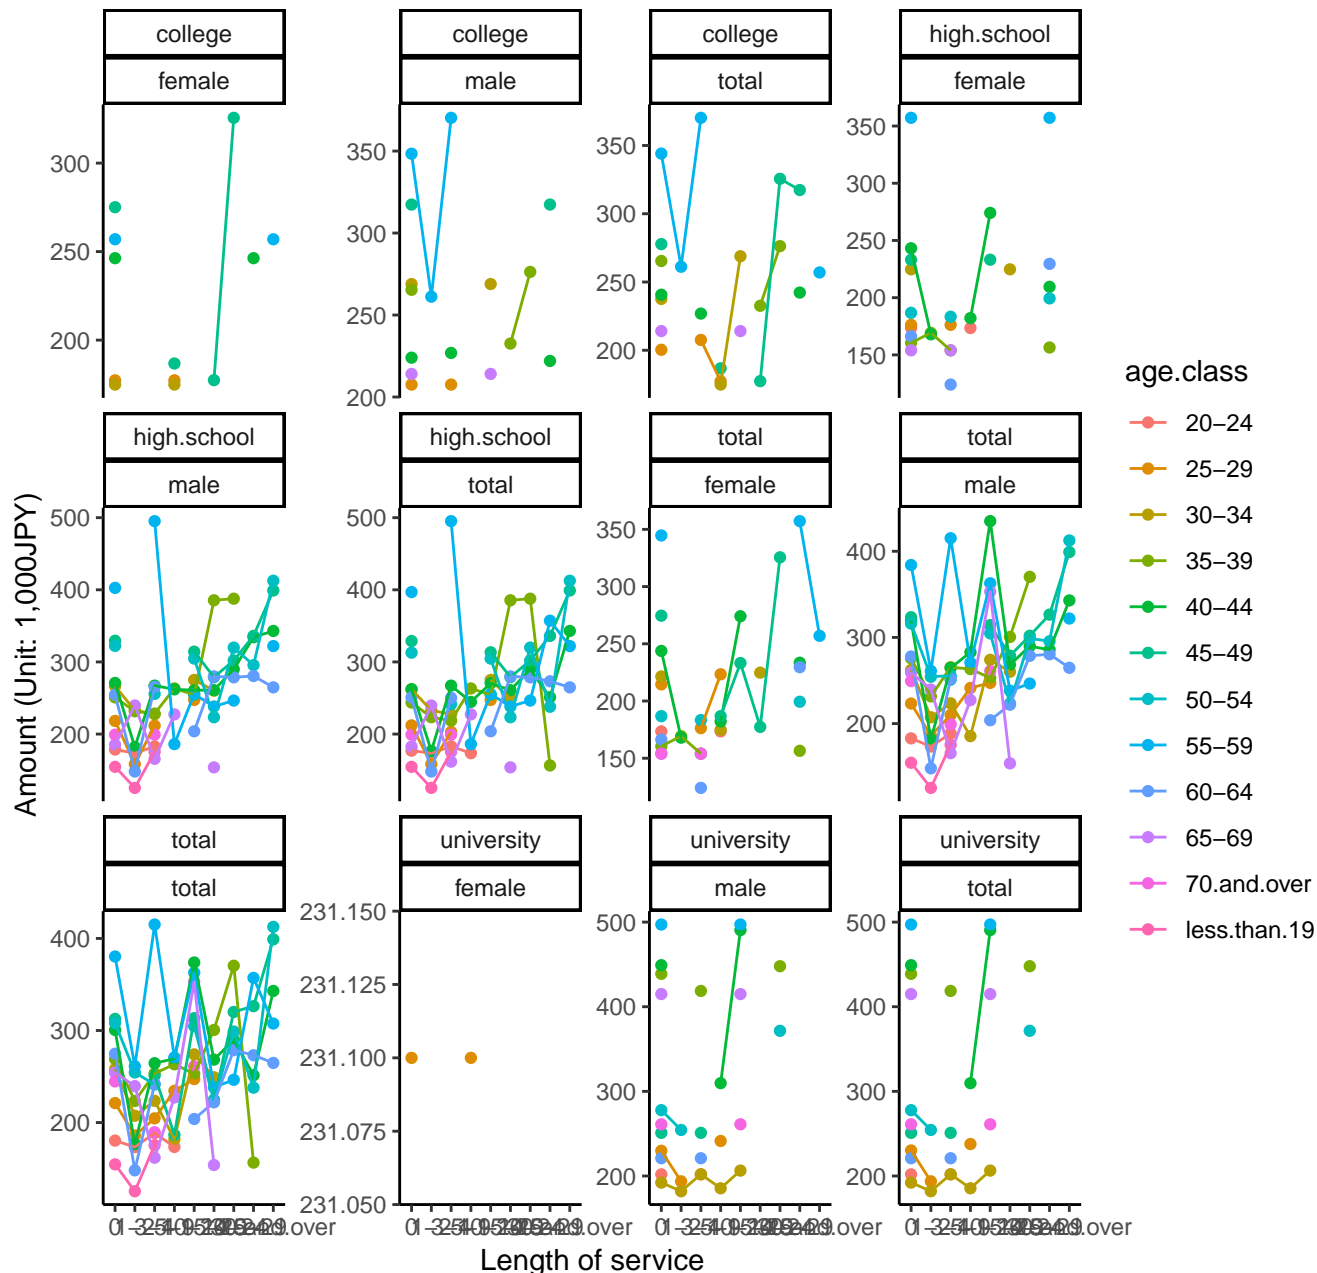 college
female
college
male
college
total
high.school
female
300
250
200
350
300
250
200
350
300
250
200
350
300
250
200
150
high.school
male
high.school
total
total
female
total
male
500
400
300
200
500
400
300
200
350
300
250
200
150
400
300
200
total
total
university
female
university
male
university
total
400
300
200
231.150
231.125
231.100
231.075
231.050
500
400
300
200
500
400
300
200
Amount (Unit: 1,000JPY)
Length of service
age.class
20−24
25−29
30−34
35−39
40−44
45−49
50−54
55−59
60−64
65−69
70.and.over
less.than.19